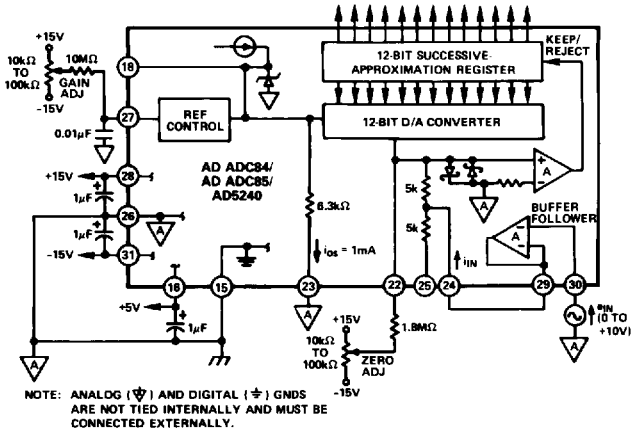 +15V
10kΩ
TO
100kΩ
-15V
10MΩ
GAIN
ADJ
0.01μF
18
27
REF
CONTROL
12-BIT SUCCESSIVE-
APPROXIMATION REGISTER
KEEP/
REJECT
12-BIT D/A CONVERTER
AD ADC84/
AD ADC85/
AD5240
+15V
1μF
1μF
-15V
28
26
31
A
6.3kΩ
iOS = 1mA
5k
5k
iIN
A
+
-
A
BUFFER
FOLLOWER
A
16
15
23
22
25
24
29
30
+5V
1μF
A
A
+15V
10kΩ
TO
100kΩ
-15V
1.8MΩ
ZERO
ADJ
eIN
(0 TO
+10V)
A
NOTE: ANALOG (A) AND DIGITAL (⏚) GNDS
ARE NOT TIED INTERNALLY AND MUST BE
CONNECTED EXTERNALLY.